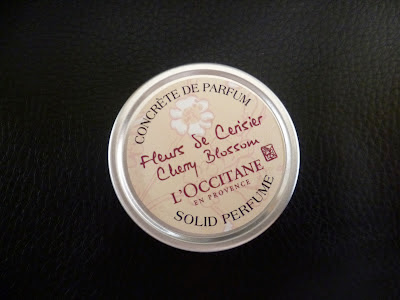 CONCRÈTE DE PARFUM
Fleurs de Cerisier
Cherry Blossom
L'OCCITANE
EN PROVENCE
SOLID PERFUME